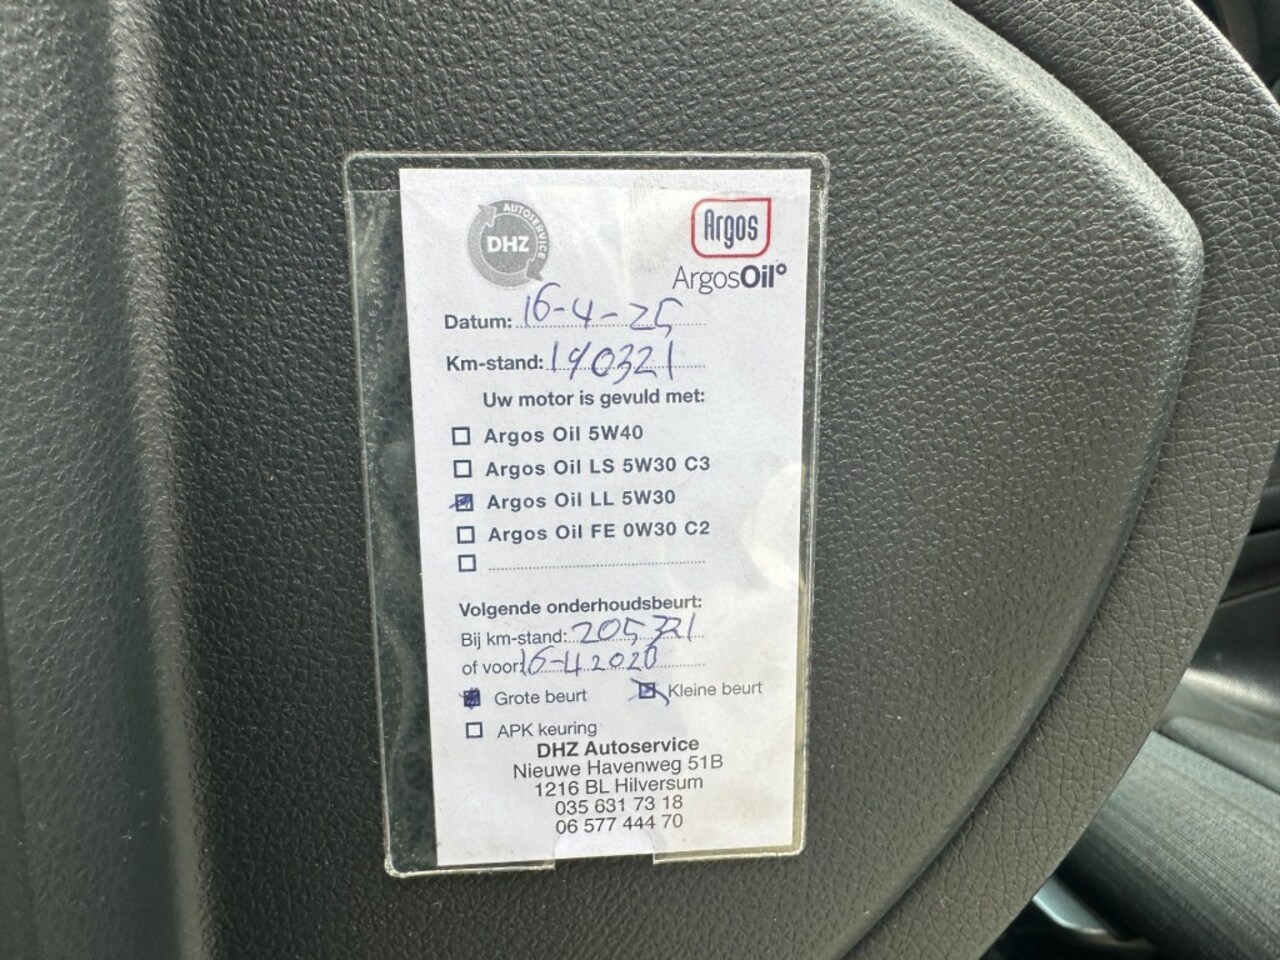 AUTOSERVICE
DHZ
Argos
ArgosOil
Datum: 16-4-25
Km-stand: 190321
Uw motor is gevuld met:
Argos Oil 5W40
Argos Oil LS 5W30 C3
Argos Oil LL 5W30
Argos Oil FE 0W30 C2
Volgende onderhoudsbeurt:
Bij km-stand: 205321
of voor: 16-4 2020
Grote beurt Kleine beurt
APK keuring
DHZ Autoservice
Nieuwe Havenweg 51B
1216 BL Hilversum
035 631 73 18
06 577 444 70